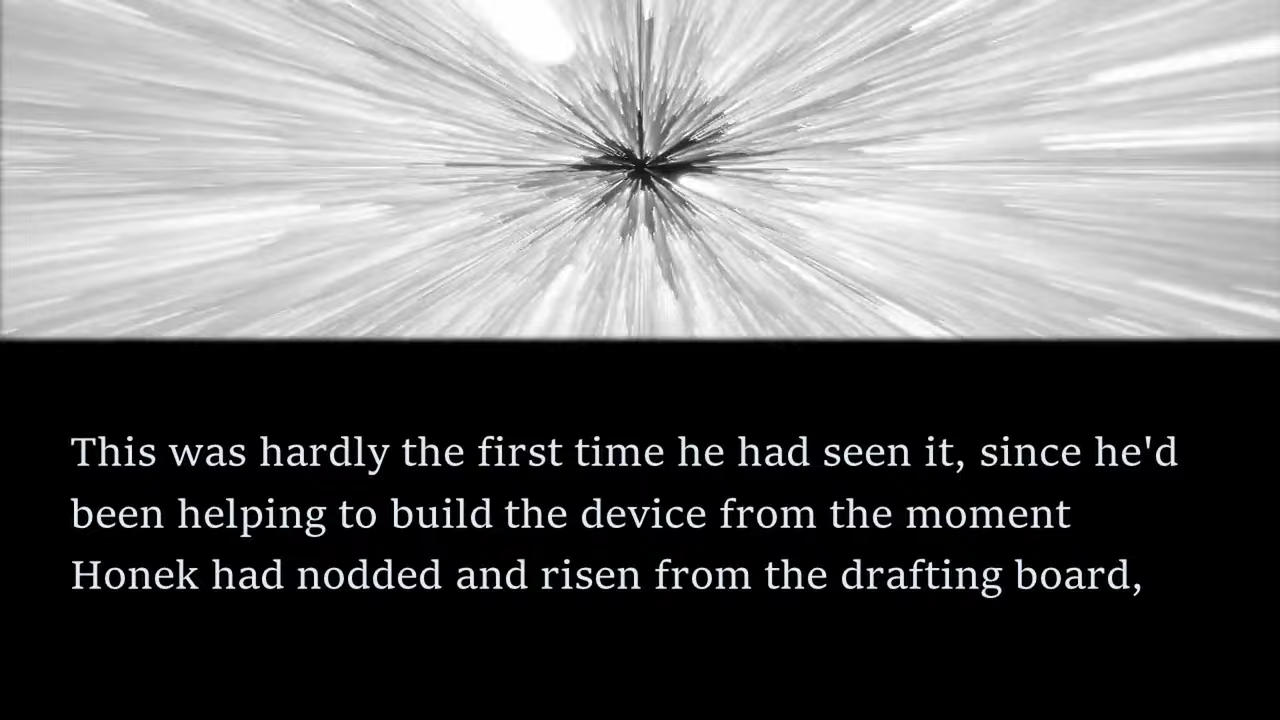 This was hardly the first time he had seen it, since he'd
been helping to build the device from the moment
Honek had nodded and risen from the drafting board,